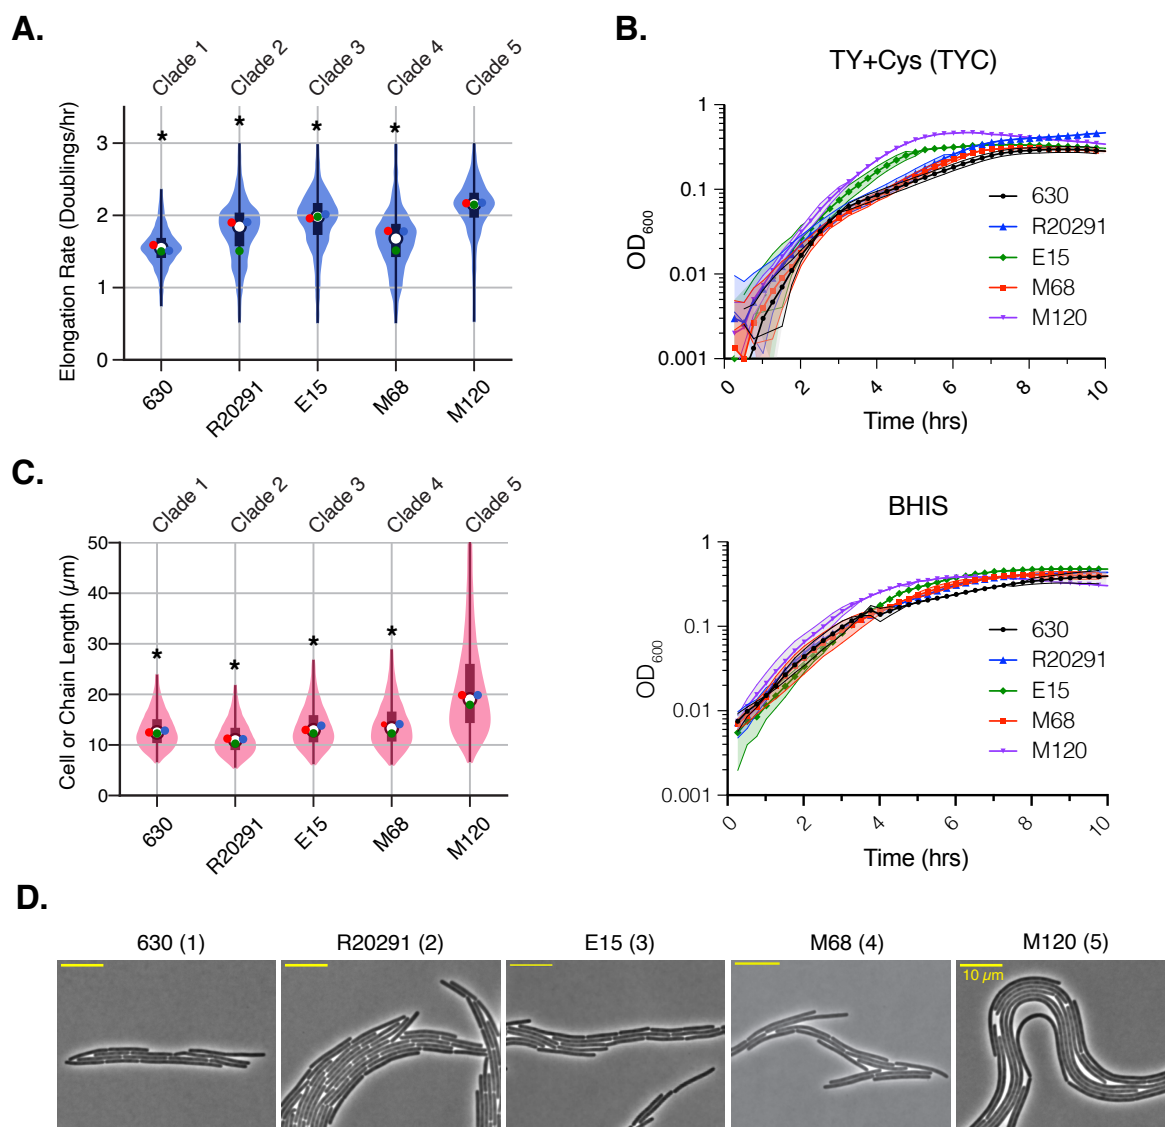 A.
Clade 1
Clade 2
Clade 3
Clade 4
Clade 5
Elongation Rate (Doublings/hr)
3
2
1
0
*
*
*
*
630
R20291
E15
M68
M120
B.
TY+Cys (TYC)
OD600
1
0.1
0.01
0.001
0
2
4
6
8
10
Time (hrs)
630
R20291
E15
M68
M120
C.
Clade 1
Clade 2
Clade 3
Clade 4
Clade 5
Cell or Chain Length (µm)
50
40
30
20
10
0
*
*
*
*
630
R20291
E15
M68
M120
BHIS
OD600
1
0.1
0.01
0.001
0
2
4
6
8
10
Time (hrs)
630
R20291
E15
M68
M120
D.
630 (1)
R20291 (2)
E15 (3)
M68 (4)
M120 (5)
10 µm